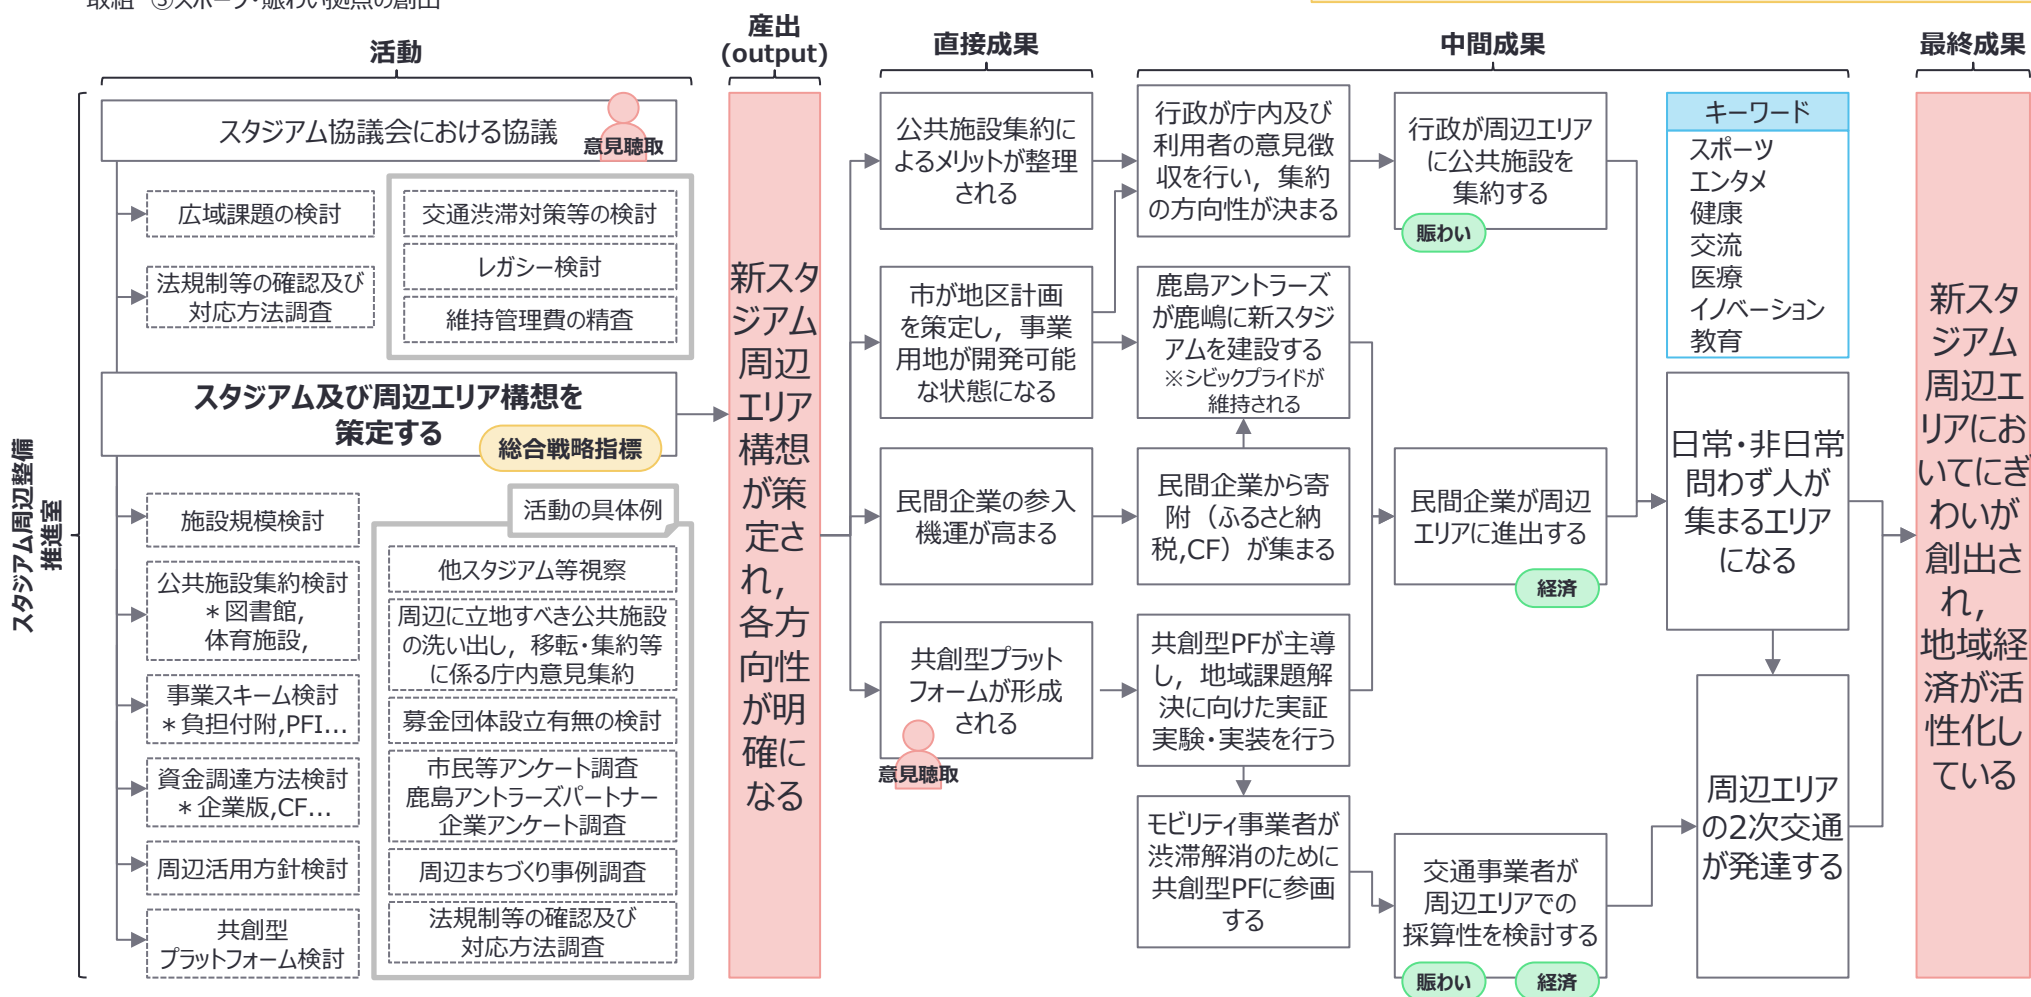 取組 ③スポーツ・賑わい拠点の創出
活動
産出
(output)
直接成果
中間成果
最終成果
スタジアム周辺整備
推進室
スタジアム協議会における協議
意見聴取
広域課題の検討
法規制等の確認及び
対応方法調査
交通渋滞対策等の検討
レガシー検討
維持管理費の精査
スタジアム及び周辺エリア構想を
策定する
総合戦略指標
施設規模検討
公共施設集約検討
＊図書館,
体育施設,
事業スキーム検討
＊負担付附,PFI…
資金調達方法検討
＊企業版,CF…
周辺活用方針検討
共創型
プラットフォーム検討
活動の具体例
他スタジアム等視察
周辺に立地すべき公共施設
の洗い出し，移転・集約等
に係る庁内意見集約
募金団体設立有無の検討
市民等アンケート調査
鹿島アントラーズパートナー
企業アンケート調査
周辺まちづくり事例調査
法規制等の確認及び
対応方法調査
新スタ
ジアム
周辺
エリア
構想
が策
定さ
れ，
各方
向性
が明
確に
なる
公共施設集約に
よるメリットが整理
される
市が地区計画
を策定し，事業
用地が開発可能
な状態になる
民間企業の参入
機運が高まる
共創型プラット
フォームが形成
される
意見聴取
行政が庁内及び
利用者の意見徴
収を行い，集約
の方向性が決まる
鹿島アントラーズ
が鹿嶋に新スタジ
アムを建設する
※シビックプライドが
維持される
民間企業から寄
附（ふるさと納
税,CF）が集まる
共創型PFが主導
し，地域課題解
決に向けた実証
実験・実装を行う
モビリティ事業者が
渋滞解消のために
共創型PFに参画
する
行政が周辺エリア
に公共施設を
集約する
賑わい
民間企業が周辺
エリアに進出する
経済
交通事業者が
周辺エリアでの
採算性を検討する
賑わい
経済
キーワード
スポーツ
エンタメ
健康
交流
医療
イノベーション
教育
日常・非日常
問わず人が
集まるエリア
になる
周辺エリア
の2次交通
が発達する
新スタ
ジアム
周辺エ
リアにお
いてにぎ
わいが
創出さ
れ，
地域経
済が活
性化し
ている